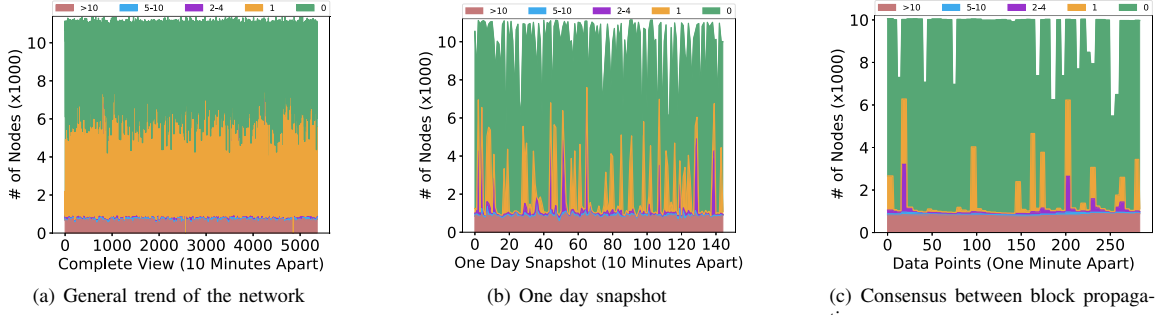 >10 5-10 2-4 1 0
# of Nodes (x1000)
10
8
6
4
2
0
0 1000 2000 3000 4000 5000
Complete View (10 Minutes Apart)
(a) General trend of the network
>10 5-10 2-4 1 0
# of Nodes (x1000)
10
8
6
4
2
0
0 20 40 60 80 100 120 140
One Day Snapshot (10 Minutes Apart)
(b) One day snapshot
>10 5-10 2-4 1 0
# of Nodes (x1000)
10
8
6
4
2
0
0 50 100 150 200 250
Data Points (One Minute Apart)
(c) Consensus between block propaga-